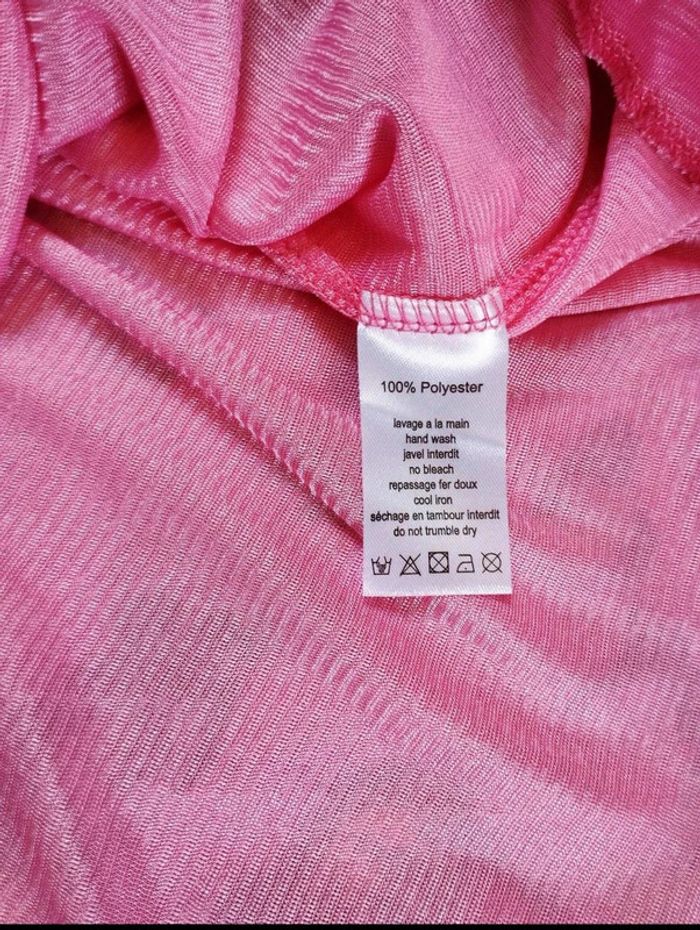 100% Polyester
lavage a la main
hand wash
javel interdit
no bleach
repassage fer doux
cool iron
séchage en tambour interdit
do not trumble dry